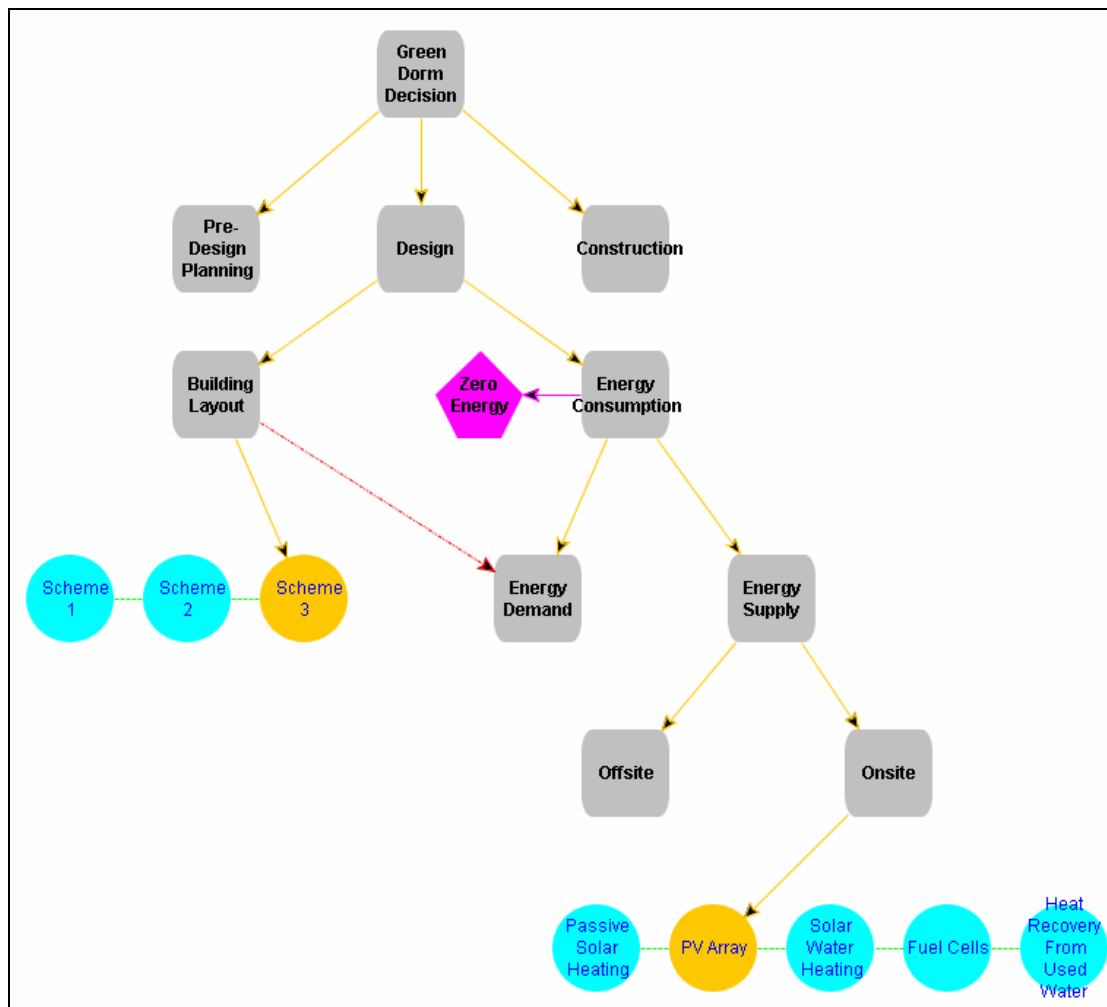 Green
Dorm
Decision
Pre-
Design
Planning
Design
Construction
Building
Layout
Zero
Energy
Energy
Consumption
Scheme
1
Scheme
2
Scheme
3
Energy
Demand
Energy
Supply
Offsite
Onsite
Passive
Solar
Heating
PV Array
Solar
Water
Heating
Fuel Cells
Heat
Recovery
From
Used
Water